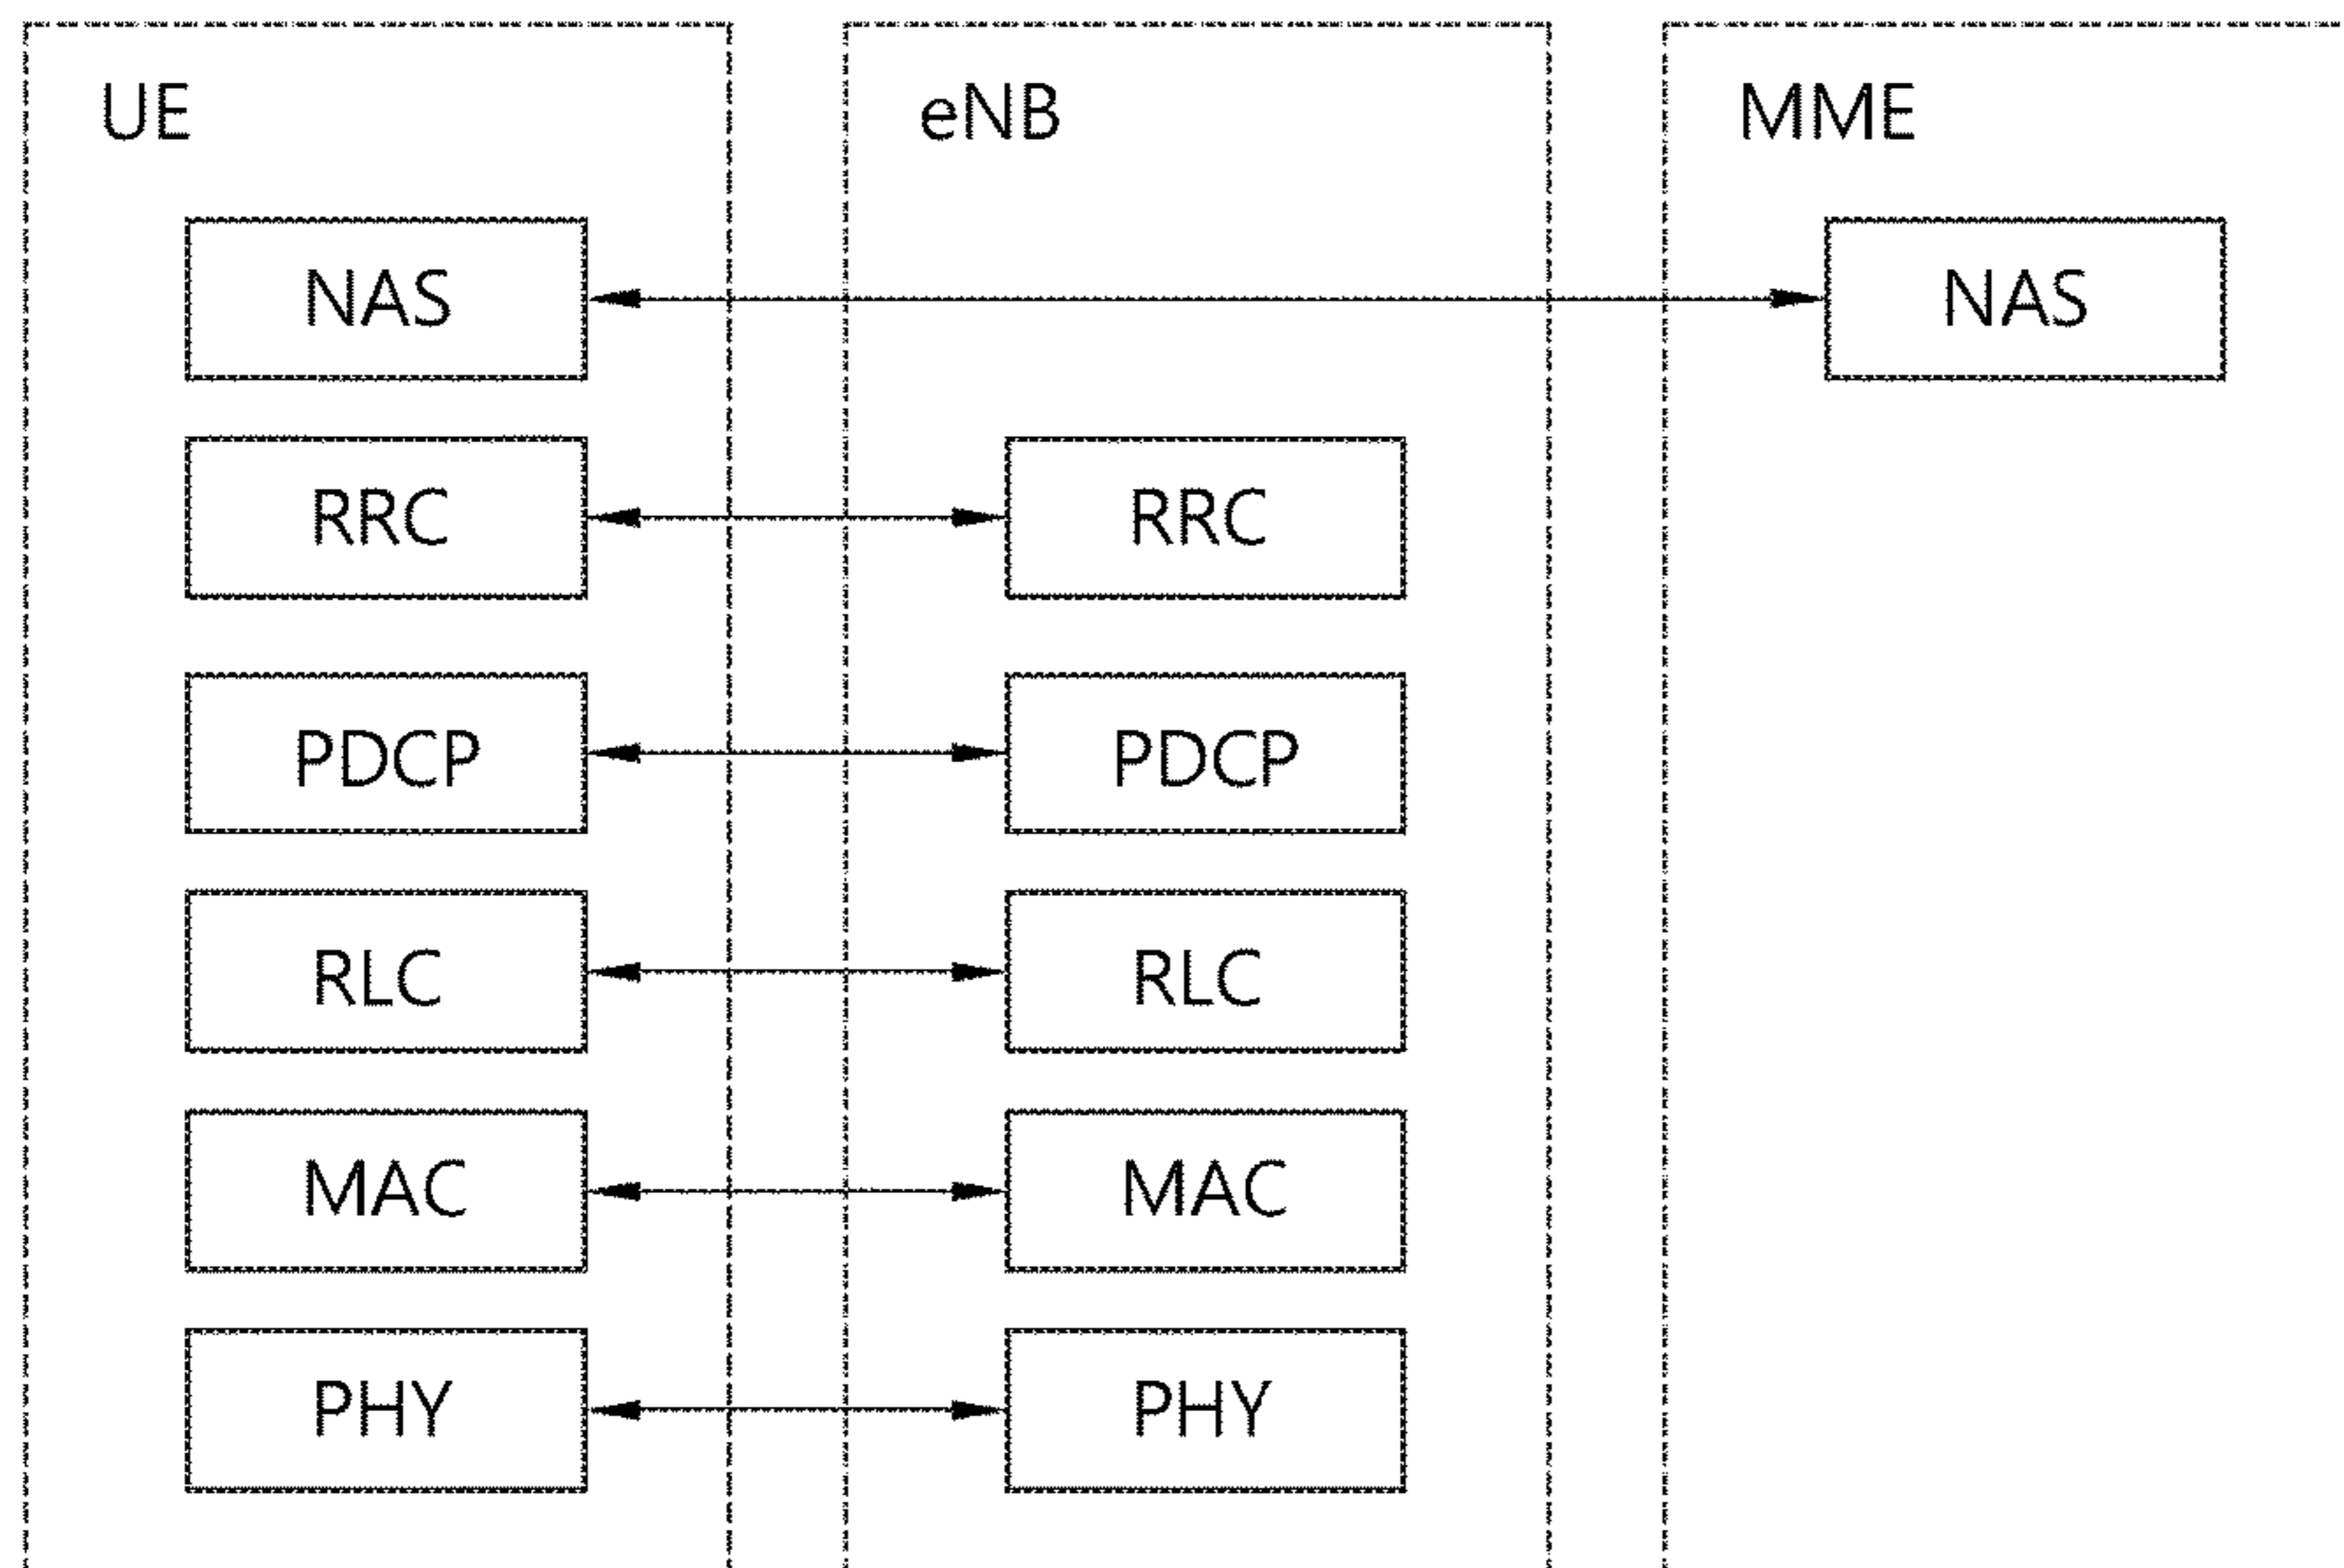 UE
eNB
MME
NAS
NAS
RRC
RRC
PDCP
PDCP
RLC
RLC
MAC
MAC
PHY
PHY